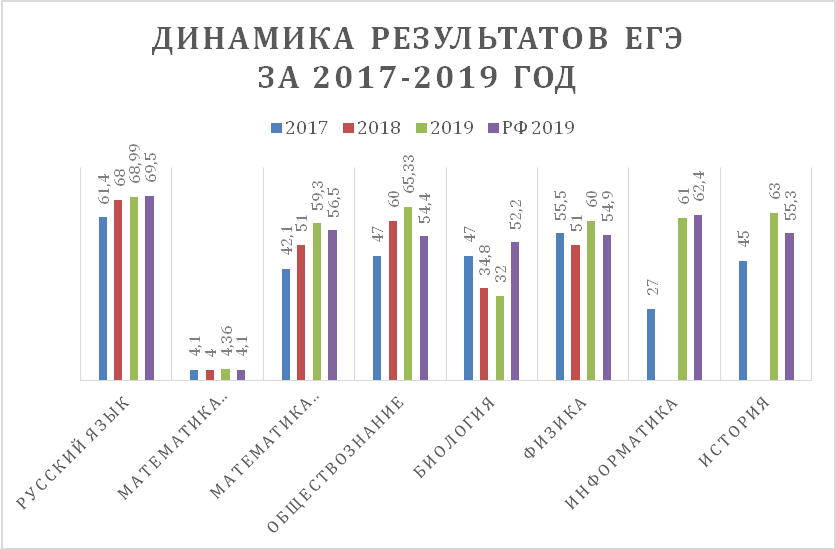 ДИНАМИКА РЕЗУЛЬТАТОВ ЕГЭ
ЗА 2017-2019 ГОД
2017 2018 2019 РФ 2019
61,4 68 68,99 69,5
4,1 4 4,36 4,1
42,1 51 59,3 56,5
47 60 65,33 54,4
47 34,8 32 52,2
55,5 51 60 54,9
27 61 62,4
45 63 55,3
РУССКИЙ ЯЗЫК
МАТЕМАТИКА..
МАТЕМАТИКА..
ОБЩЕСТВОЗНАНИЕ
БИОЛОГИЯ
ФИЗИКА
ИНФОРМАТИКА
ИСТОРИЯ